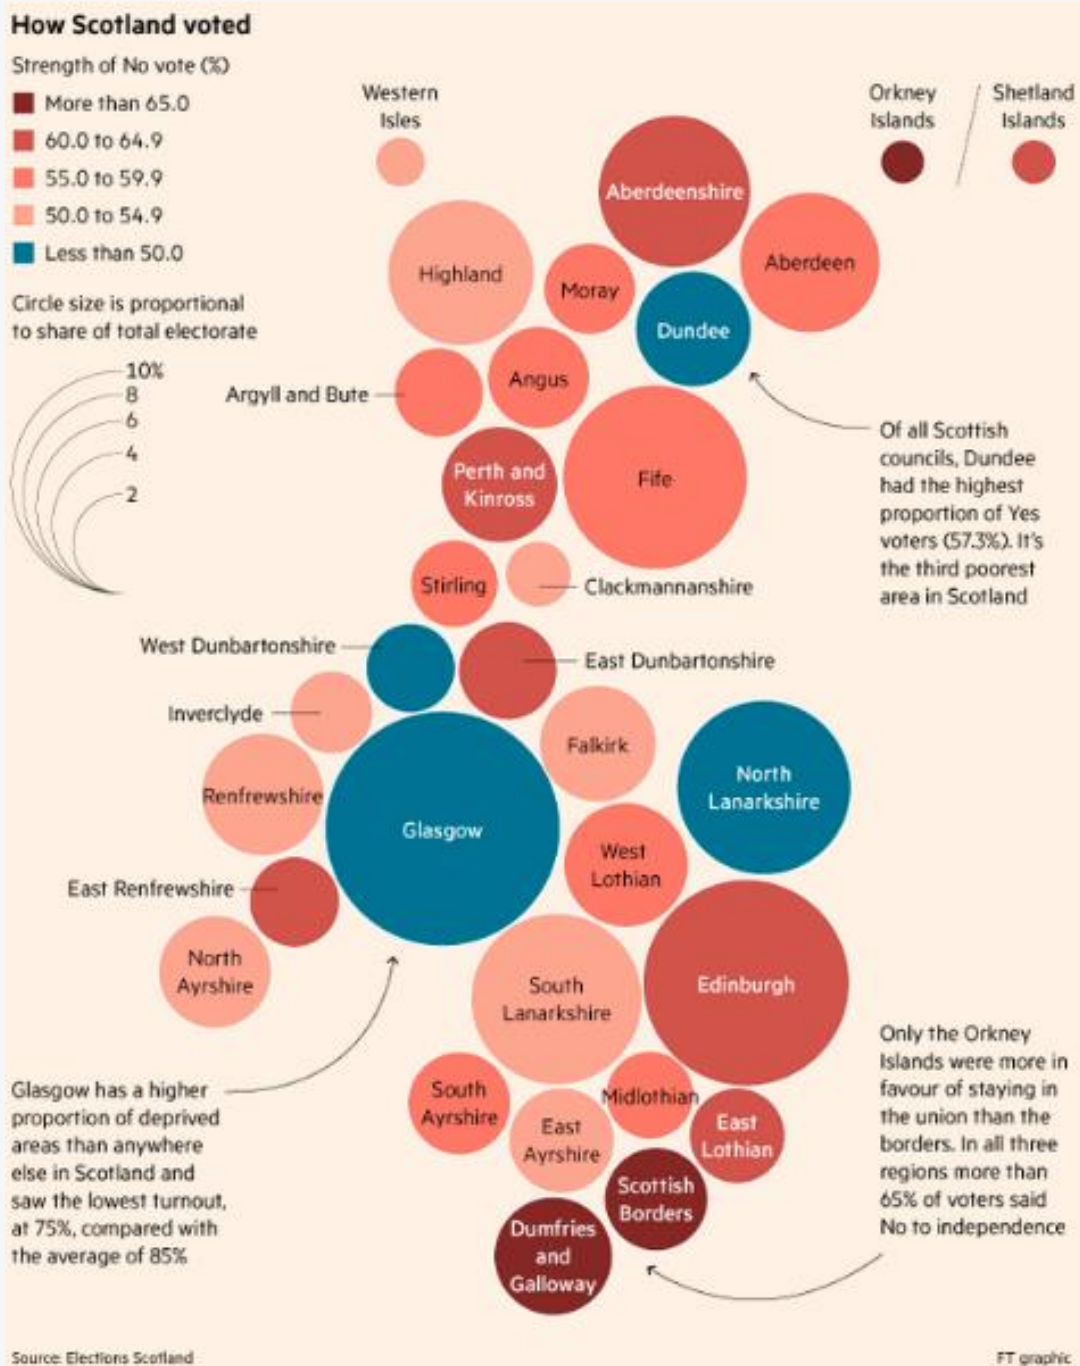 How Scotland voted
Strength of No vote (%)
More than 65.0
60.0 to 64.9
55.0 to 59.9
50.0 to 54.9
Less than 50.0
Circle size is proportional
to share of total electorate
10%
8
6
4
2
Western
Isles
Orkney
Islands
Shetland
Islands
Aberdeenshire
Aberdeen
Highland
Moray
Dundee
Argyll and Bute
Angus
Perth and
Kinross
Fife
Of all Scottish
councils, Dundee
had the highest
proportion of Yes
voters (57.3%). It's
the third poorest
area in Scotland
Stirling
Clackmannanshire
West Dunbartonshire
East Dunbartonshire
Inverclyde
Falkirk
Renfrewshire
Glasgow
North
Lanarkshire
West
Lothian
East Renfrewshire
North
Ayrshire
South
Lanarkshire
Edinburgh
Glasgow has a higher
proportion of deprived
areas than anywhere
else in Scotland and
saw the lowest turnout,
at 75%, compared with
the average of 85%
South
Ayrshire
Midlothian
East
Ayrshire
East
Lothian
Scottish
Borders
Dumfries
and
Galloway
Only the Orkney
Islands were more in
favour of staying in
the union than the
borders. In all three
regions more than
65% of voters said
No to independence
Source: Elections Scotland
FT graphic